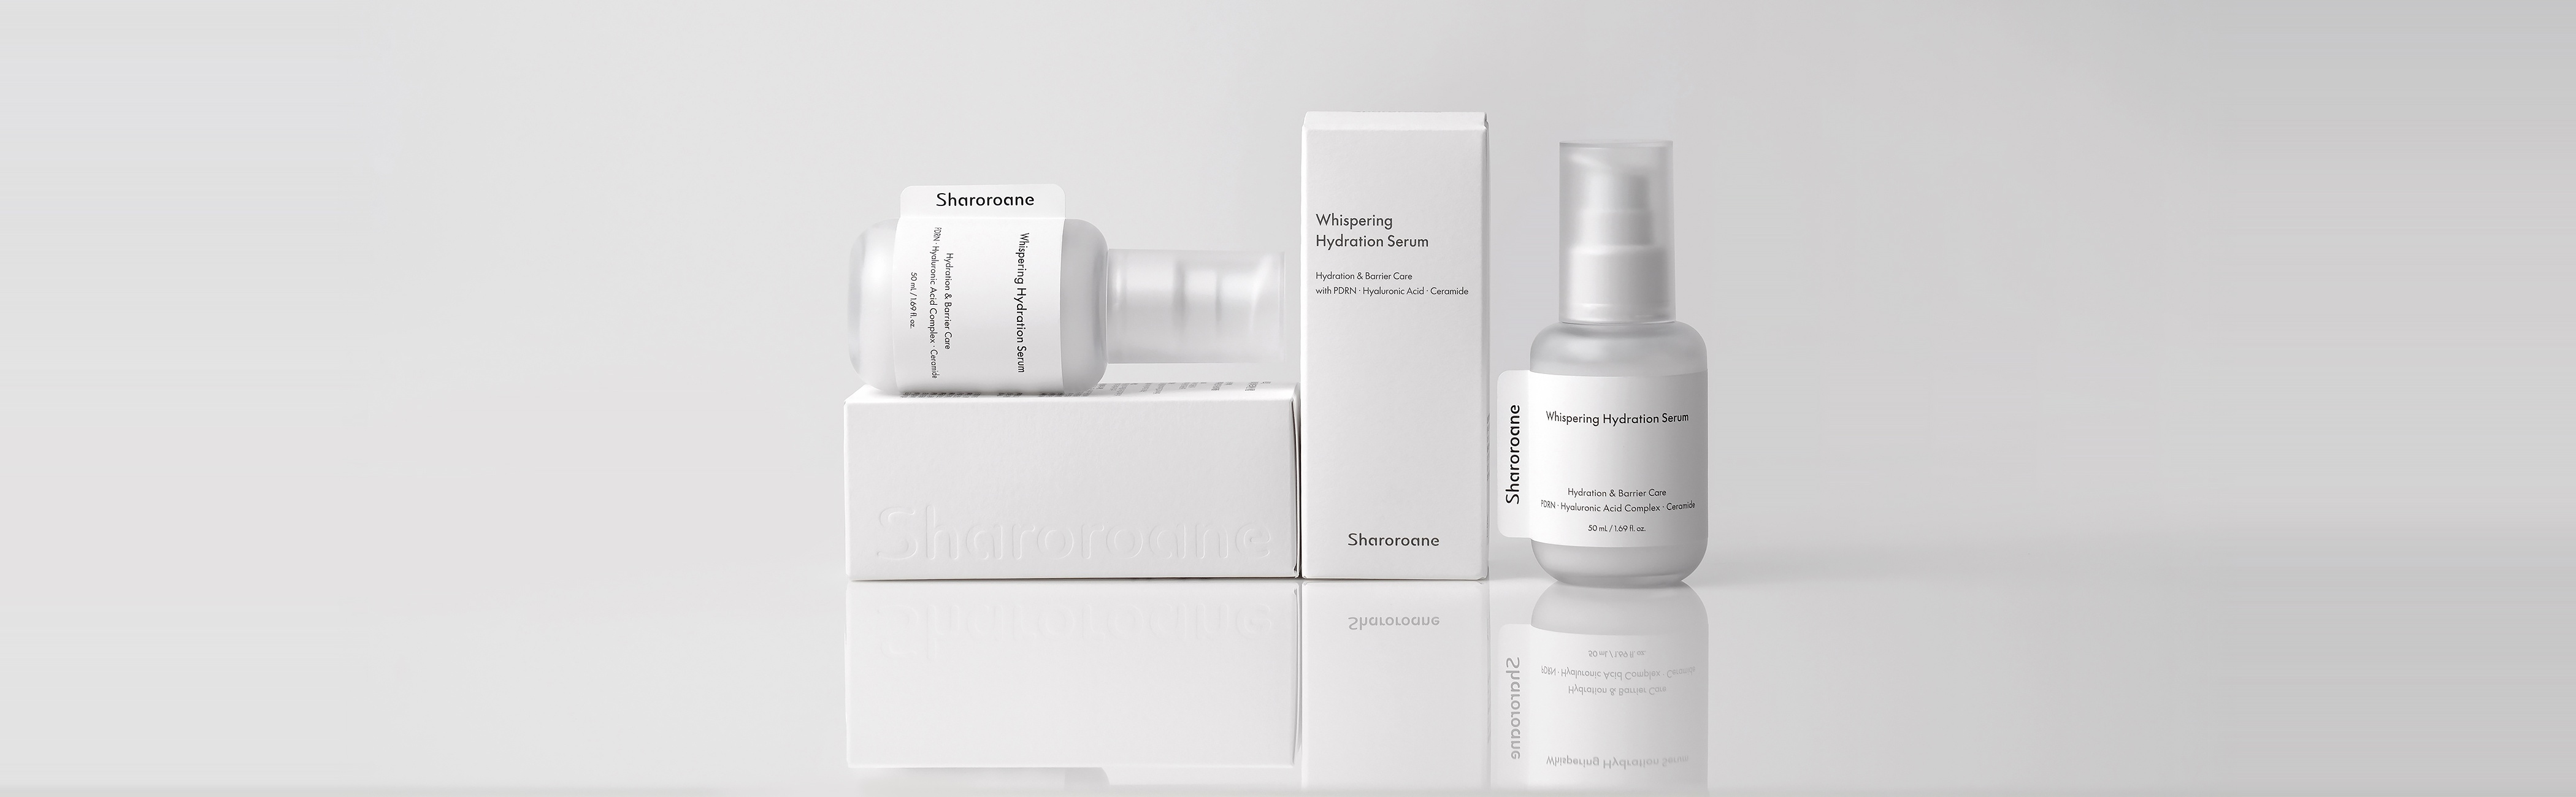 Sharoroane
Whispering Hydration Serum
Hydration & Barrier Care
PDRN · Hyaluronic Acid Complex · Ceramide
50 mL / 1.69 fl. oz.
Sharoroane
Whispering
Hydration Serum
Hydration & Barrier Care
with PDRN · Hyaluronic Acid · Ceramide
Sharoroane
Sharoroane
Whispering Hydration Serum
Hydration & Barrier Care
PDRN · Hyaluronic Acid Complex · Ceramide
50 mL / 1.69 fl. oz.